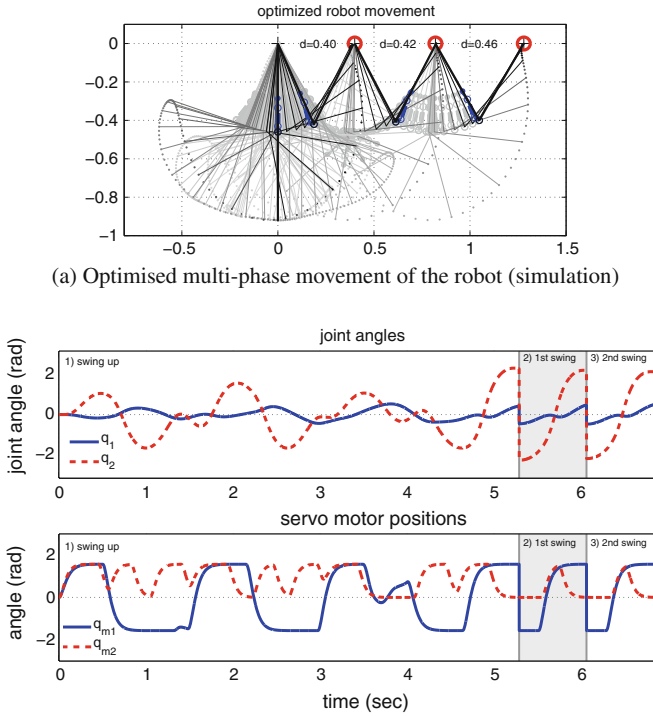 optimized robot movement
0
d=0.40
d=0.42
d=0.46
−0.2
−0.4
−0.6
−0.8
−1
−0.5
0
0.5
1
1.5
(a) Optimised multi-phase movement of the robot (simulation)
joint angles
joint angle (rad)
2
0
−2
1) swing up
2) 1st swing
3) 2nd swing
q1
q2
0 1 2 3 4 5 6
servo motor positions
angle (rad)
2
0
−2
1) swing up
2) 1st swing
3) 2nd swing
qm1
qm2
0 1 2 3 4 5 6
time (sec)